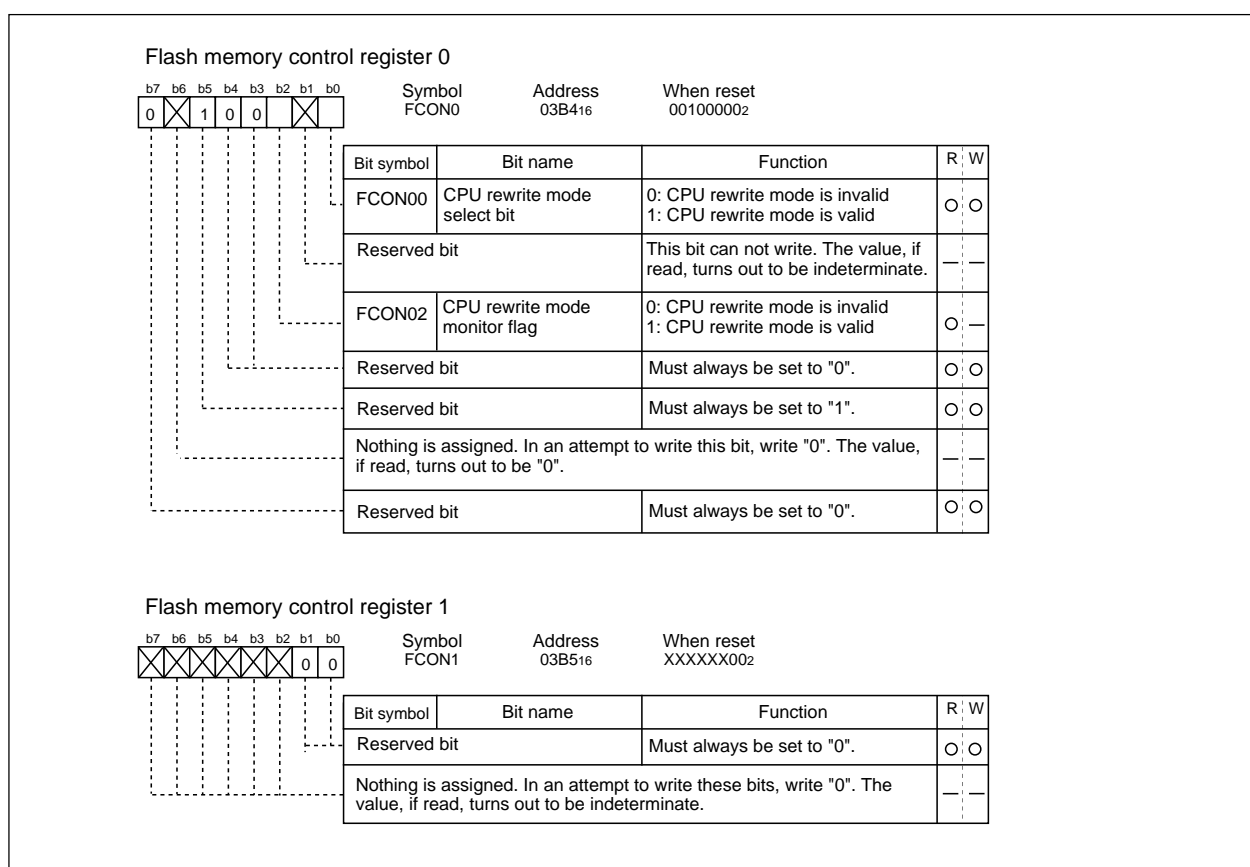 Flash memory control register 0
b7 b6 b5 b4 b3 b2 b1 b0
Symbol Address When reset
FCON0 03B416 001000002
0 1 0 0
Bit symbol Bit name Function R W
FCON00 CPU rewrite mode select bit 0: CPU rewrite mode is invalid
1: CPU rewrite mode is valid
Reserved bit This bit can not write. The value, if
read, turns out to be indeterminate.
FCON02 CPU rewrite mode monitor flag 0: CPU rewrite mode is invalid
1: CPU rewrite mode is valid
Reserved bit Must always be set to "0".
Reserved bit Must always be set to "1".
Nothing is assigned. In an attempt to write this bit, write "0". The value,
if read, turns out to be "0".
Reserved bit Must always be set to "0".
Flash memory control register 1
b7 b6 b5 b4 b3 b2 b1 b0
Symbol Address When reset
FCON1 03B516 XXXXXX002
0 0
Bit symbol Bit name Function R W
Reserved bit Must always be set to "0".
Nothing is assigned. In an attempt to write these bits, write "0". The
value, if read, turns out to be indeterminate.